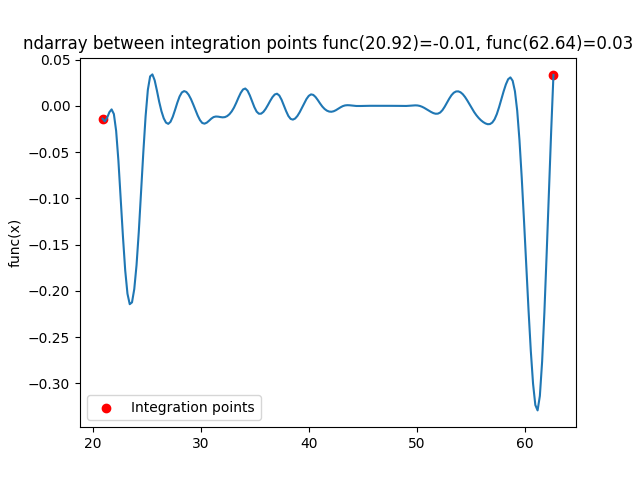 ndarray between integration points func(20.92)=-0.01, func(62.64)=0.03
0.05
0.00
−0.05
−0.10
−0.15
−0.20
−0.25
−0.30
func(x)
Integration points
20 30 40 50 60